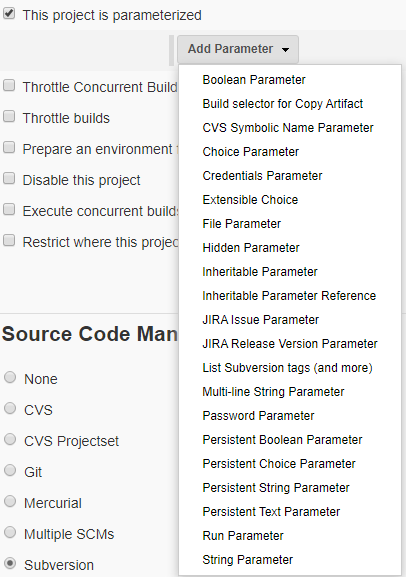 This project is parameterized
Add Parameter
Boolean Parameter
Build selector for Copy Artifact
CVS Symbolic Name Parameter
Choice Parameter
Credentials Parameter
Extensible Choice
File Parameter
Hidden Parameter
Inheritable Parameter
Inheritable Parameter Reference
JIRA Issue Parameter
JIRA Release Version Parameter
List Subversion tags (and more)
Multi-line String Parameter
Password Parameter
Persistent Boolean Parameter
Persistent Choice Parameter
Persistent String Parameter
Persistent Text Parameter
Run Parameter
String Parameter
Throttle Concurrent Build
Throttle builds
Prepare an environment
Disable this project
Execute concurrent builds
Restrict where this projec
Source Code Man
None
CVS
CVS Projectset
Git
Mercurial
Multiple SCMs
Subversion